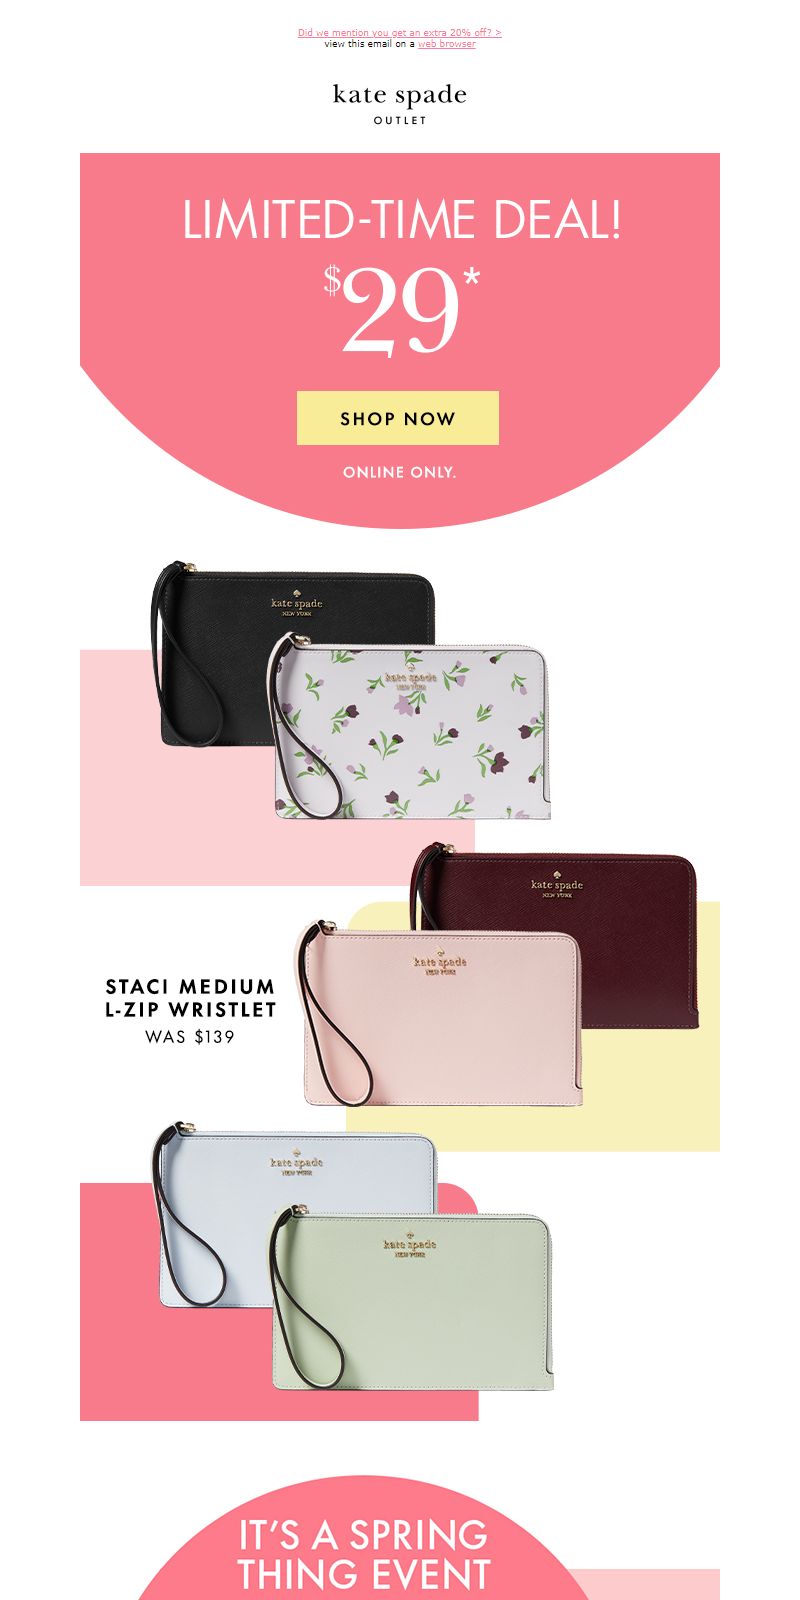 Did we mention you get an extra 20% off? >
view this email on a web browser
kate spade
OUTLET
LIMITED-TIME DEAL!
$29*
SHOP NOW
ONLINE ONLY.
kate spade
NEW YORK
kate spade
NEW YORK
kate spade
NEW YORK
kate spade
NEW YORK
STACI MEDIUM
L-ZIP WRISTLET
WAS $139
kate spade
NEW YORK
kate spade
NEW YORK
IT'S A SPRING
THING EVENT